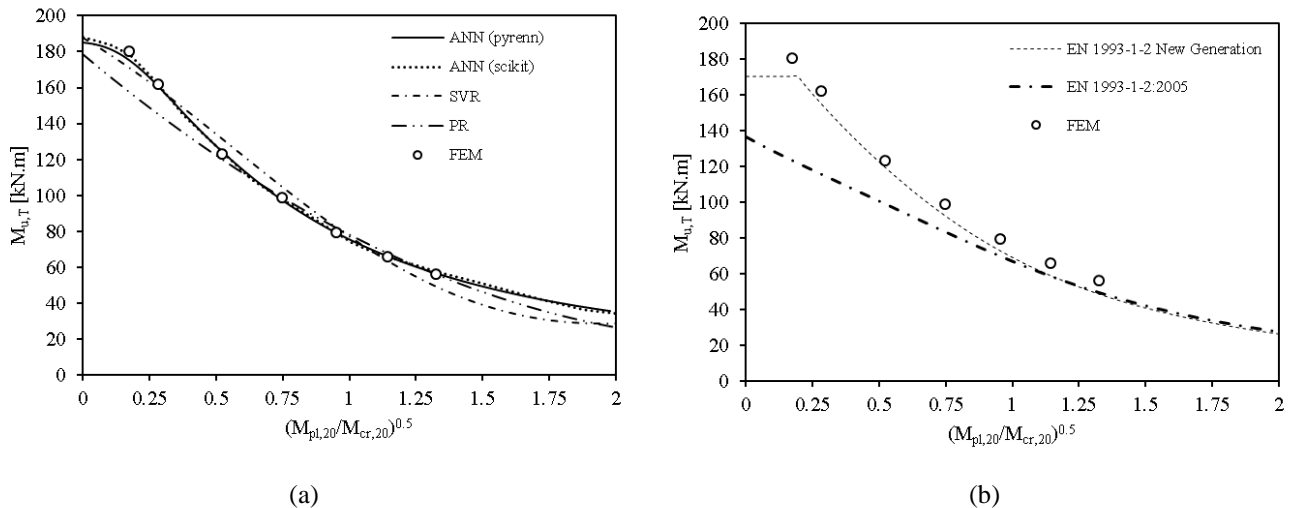 200
180
160
140
120
100
80
60
40
20
0
M_u,T [kN.m]
ANN (pyrenn)
ANN (scikit)
SVR
PR
FEM
0 0.25 0.5 0.75 1 1.25 1.5 1.75 2
(M_pl,20/M_cr,20)^0.5
(a)
200
180
160
140
120
100
80
60
40
20
0
M_u,T [kN.m]
EN 1993-1-2 New Generation
EN 1993-1-2:2005
FEM
0 0.25 0.5 0.75 1 1.25 1.5 1.75 2
(M_pl,20/M_cr,20)^0.5
(b)